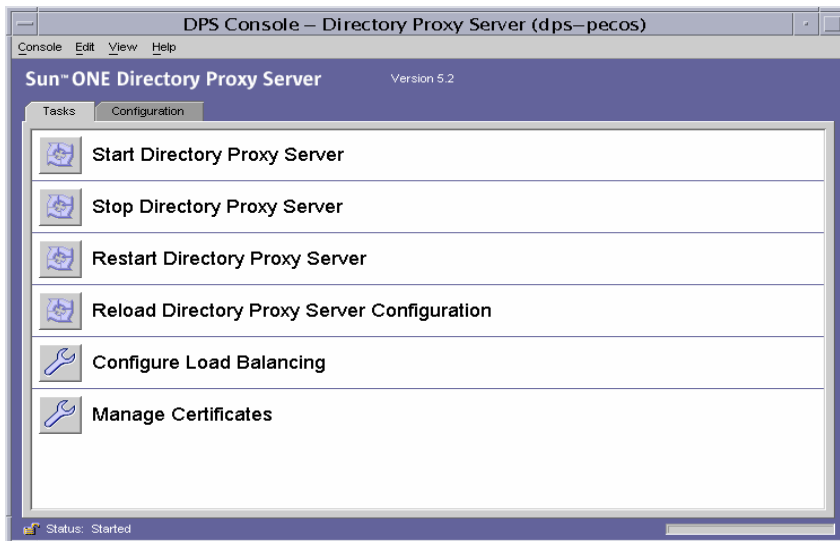 DPS Console – Directory Proxy Server (dps–pecos)
Console Edit View Help
Sun™ ONE Directory Proxy Server Version 5.2
Tasks Configuration
Start Directory Proxy Server
Stop Directory Proxy Server
Restart Directory Proxy Server
Reload Directory Proxy Server Configuration
Configure Load Balancing
Manage Certificates
Status: Started